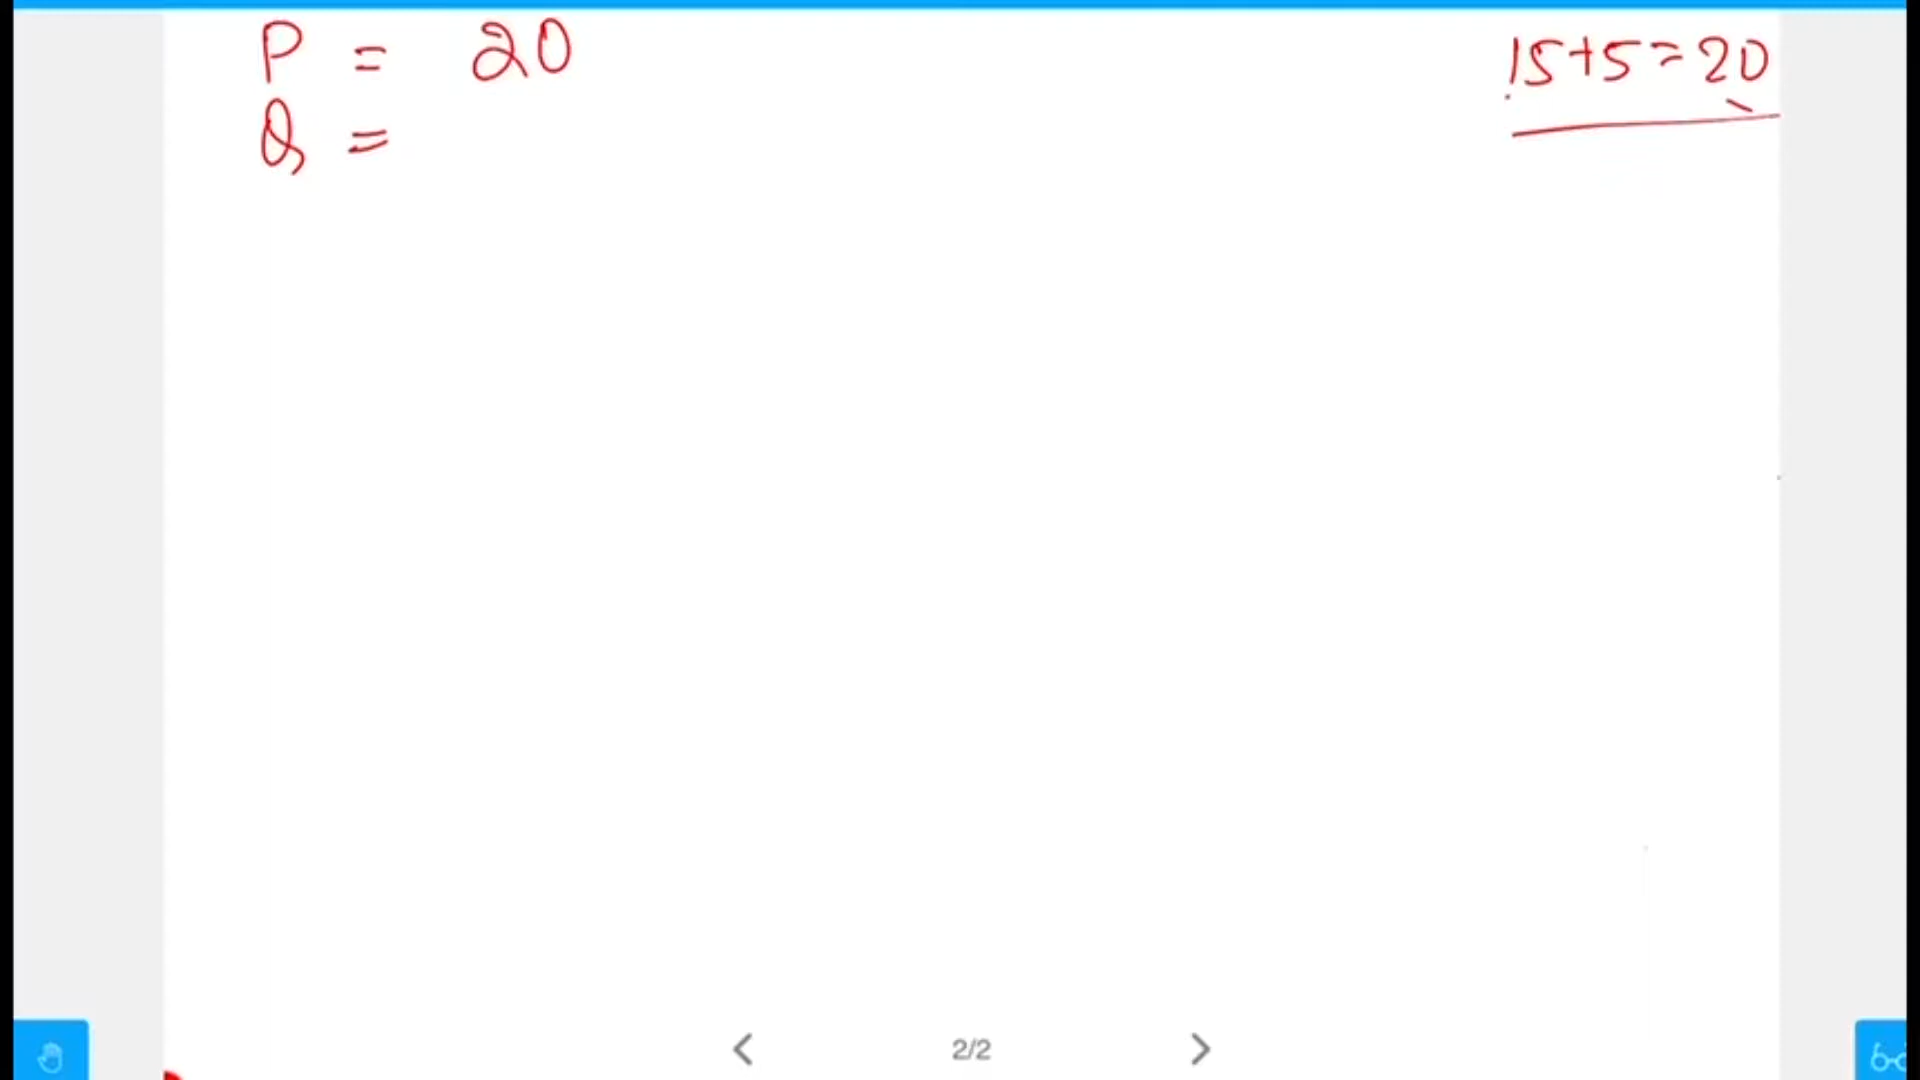 P = 20
15+5=20
Q =
2/2